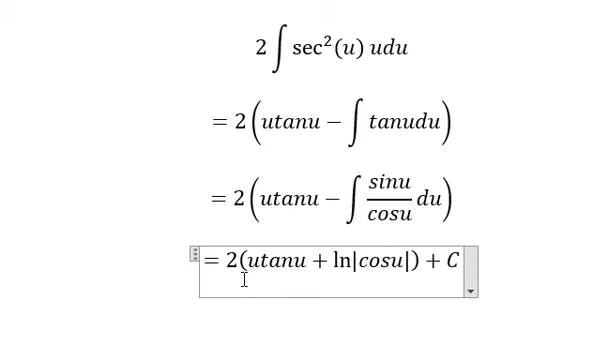 2∫sec²(u) udu
= 2(utanu − ∫tanudu)
= 2(utanu − ∫sinu/cosu du)
= 2(utanu + ln|cosu|) + C